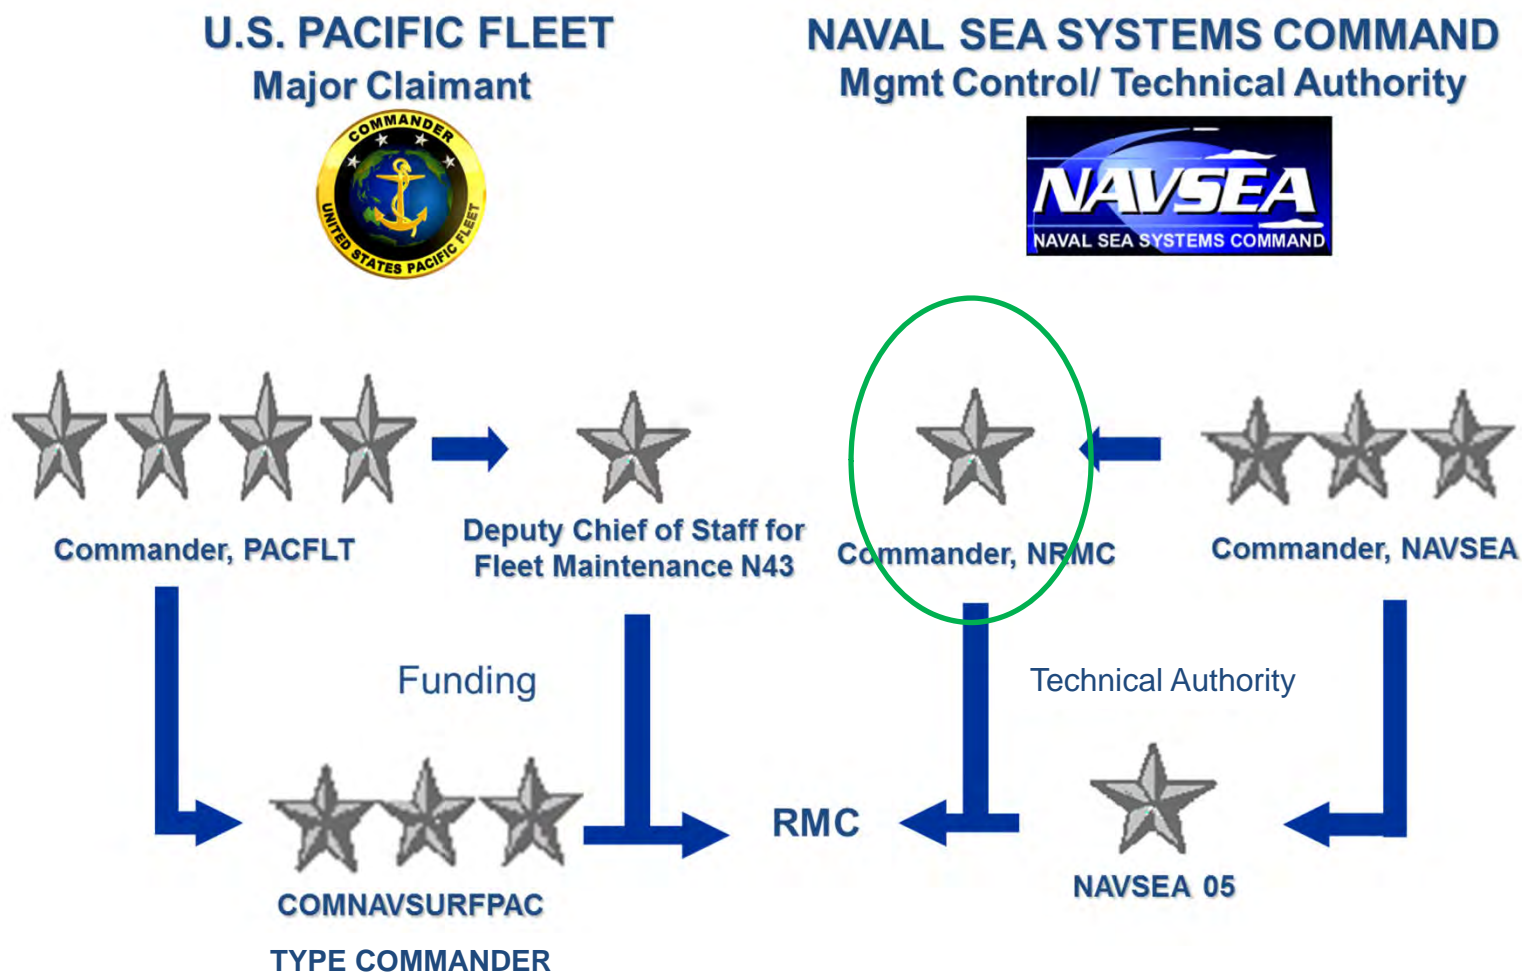 U.S. PACIFIC FLEET
Major Claimant
COMMANDER
UNITED STATES PACIFIC FLEET
NAVAL SEA SYSTEMS COMMAND
Mgmt Control/ Technical Authority
NAVSEA
NAVAL SEA SYSTEMS COMMAND
Commander, PACFLT
Deputy Chief of Staff for
Fleet Maintenance N43
Commander, NRMC
Commander, NAVSEA
Funding
Technical Authority
RMC
COMNAVSURFPAC
TYPE COMMANDER
NAVSEA 05